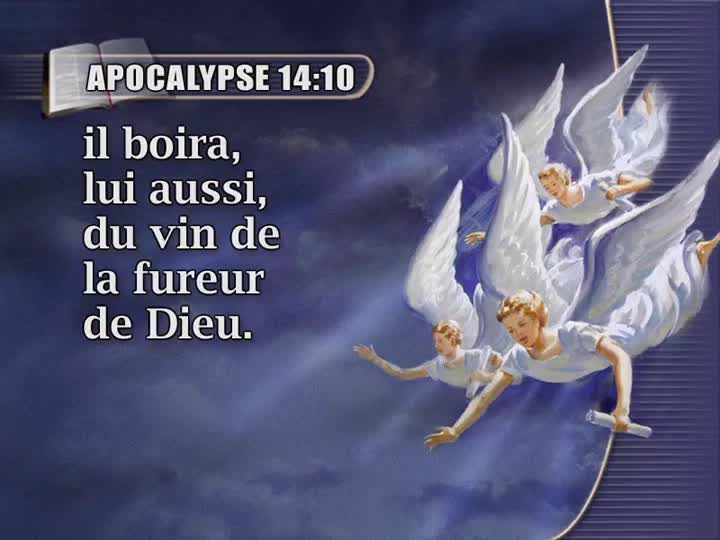 APOCALYPSE 14:10
il boira,
lui aussi,
du vin de
la fureur
de Dieu.